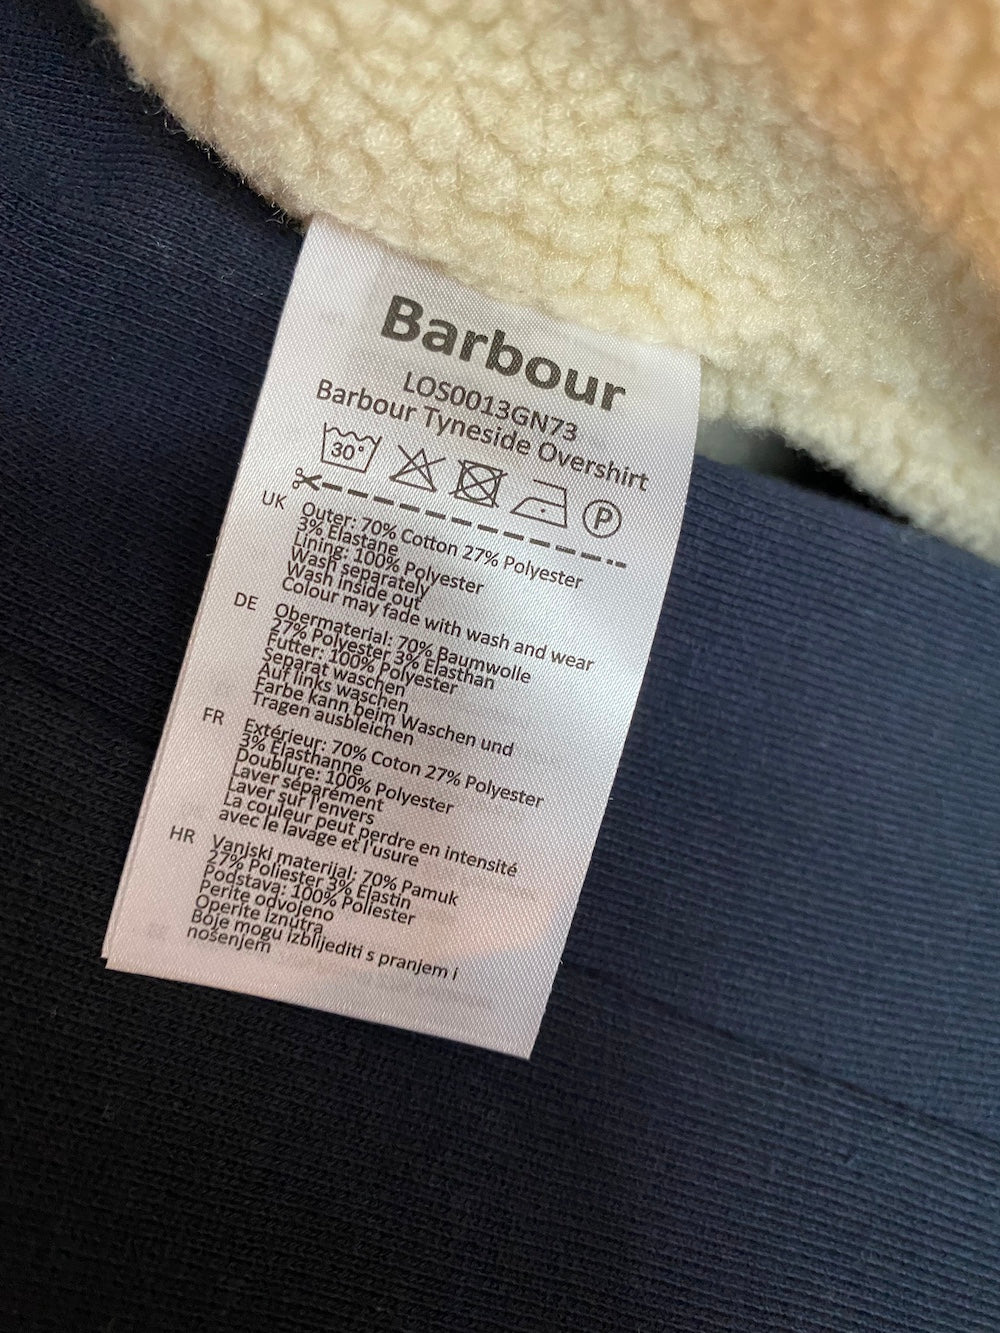 Barbour
LOS0013GN73
Barbour Tyneside Overshirt
30°
P
UK Outer: 70% Cotton 27% Polyester
3% Elastane
Lining: 100% Polyester
Wash separately
Wash inside out
Colour may fade with wash and wear
DE Obermaterial: 70% Baumwolle
27% Polyester 3% Elasthan
Futter: 100% Polyester
Separat waschen
Auf links waschen
Farbe kann beim Waschen und
Tragen ausbleichen
FR Extérieur: 70% Coton 27% Polyester
3% Élasthanne
Doublure: 100% Polyester
Laver séparément
Laver sur l'envers
La couleur peut perdre en intensité
avec le lavage et l'usure
HR Vanjski materijal: 70% Pamuk
27% Poliester 3% Elastin
Podstava: 100% Poliester
Perite odvojeno
Operite iznutra
Boje mogu izblijediti s pranjem i
nošenjem